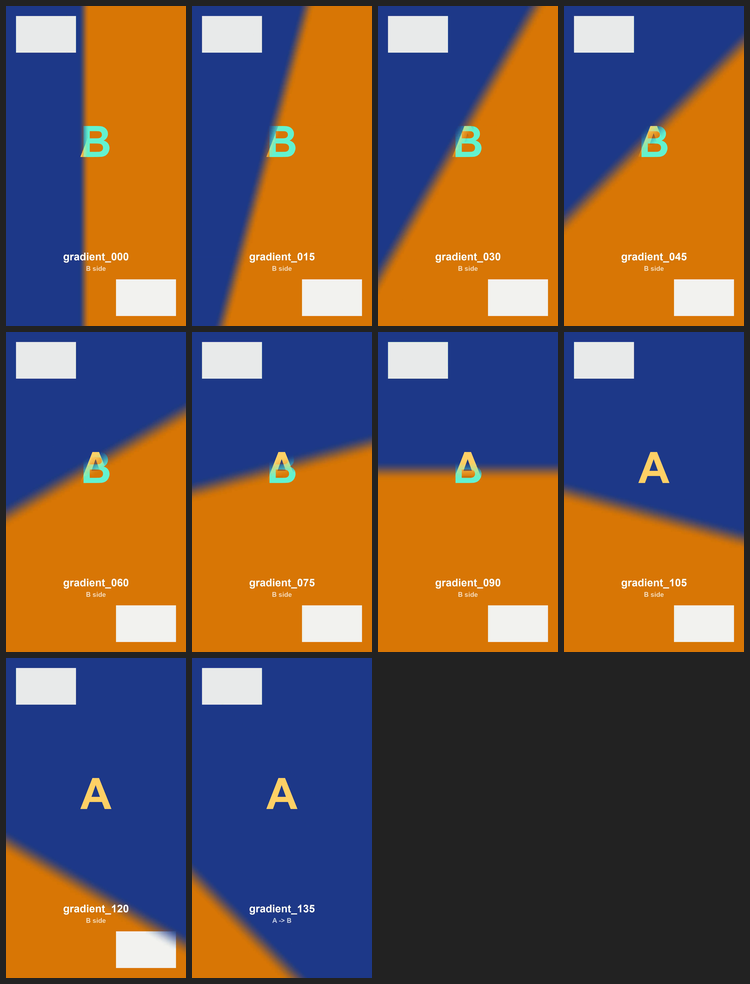 B
gradient_000
B side
B
gradient_015
B side
B
gradient_030
B side
B
gradient_045
B side
A
B
gradient_060
B side
A
B
gradient_075
B side
A
B
gradient_090
B side
A
gradient_105
B side
A
gradient_120
B side
A
gradient_135
A -> B